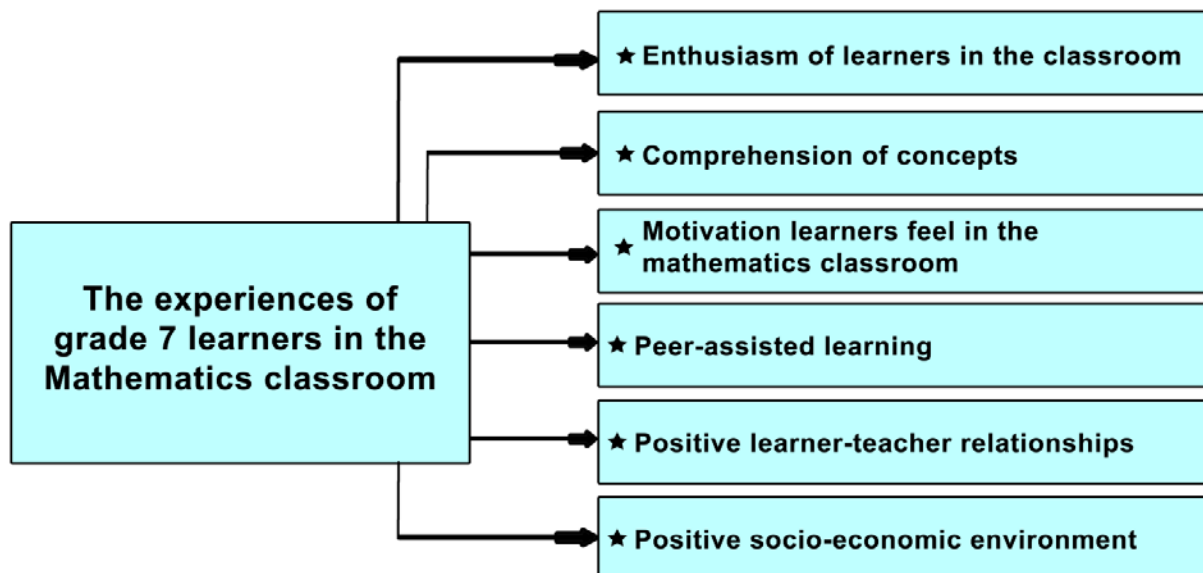 The experiences of
grade 7 learners in the
Mathematics classroom
★ Enthusiasm of learners in the classroom
★ Comprehension of concepts
★ Motivation learners feel in the
mathematics classroom
★ Peer-assisted learning
★ Positive learner-teacher relationships
★ Positive socio-economic environment